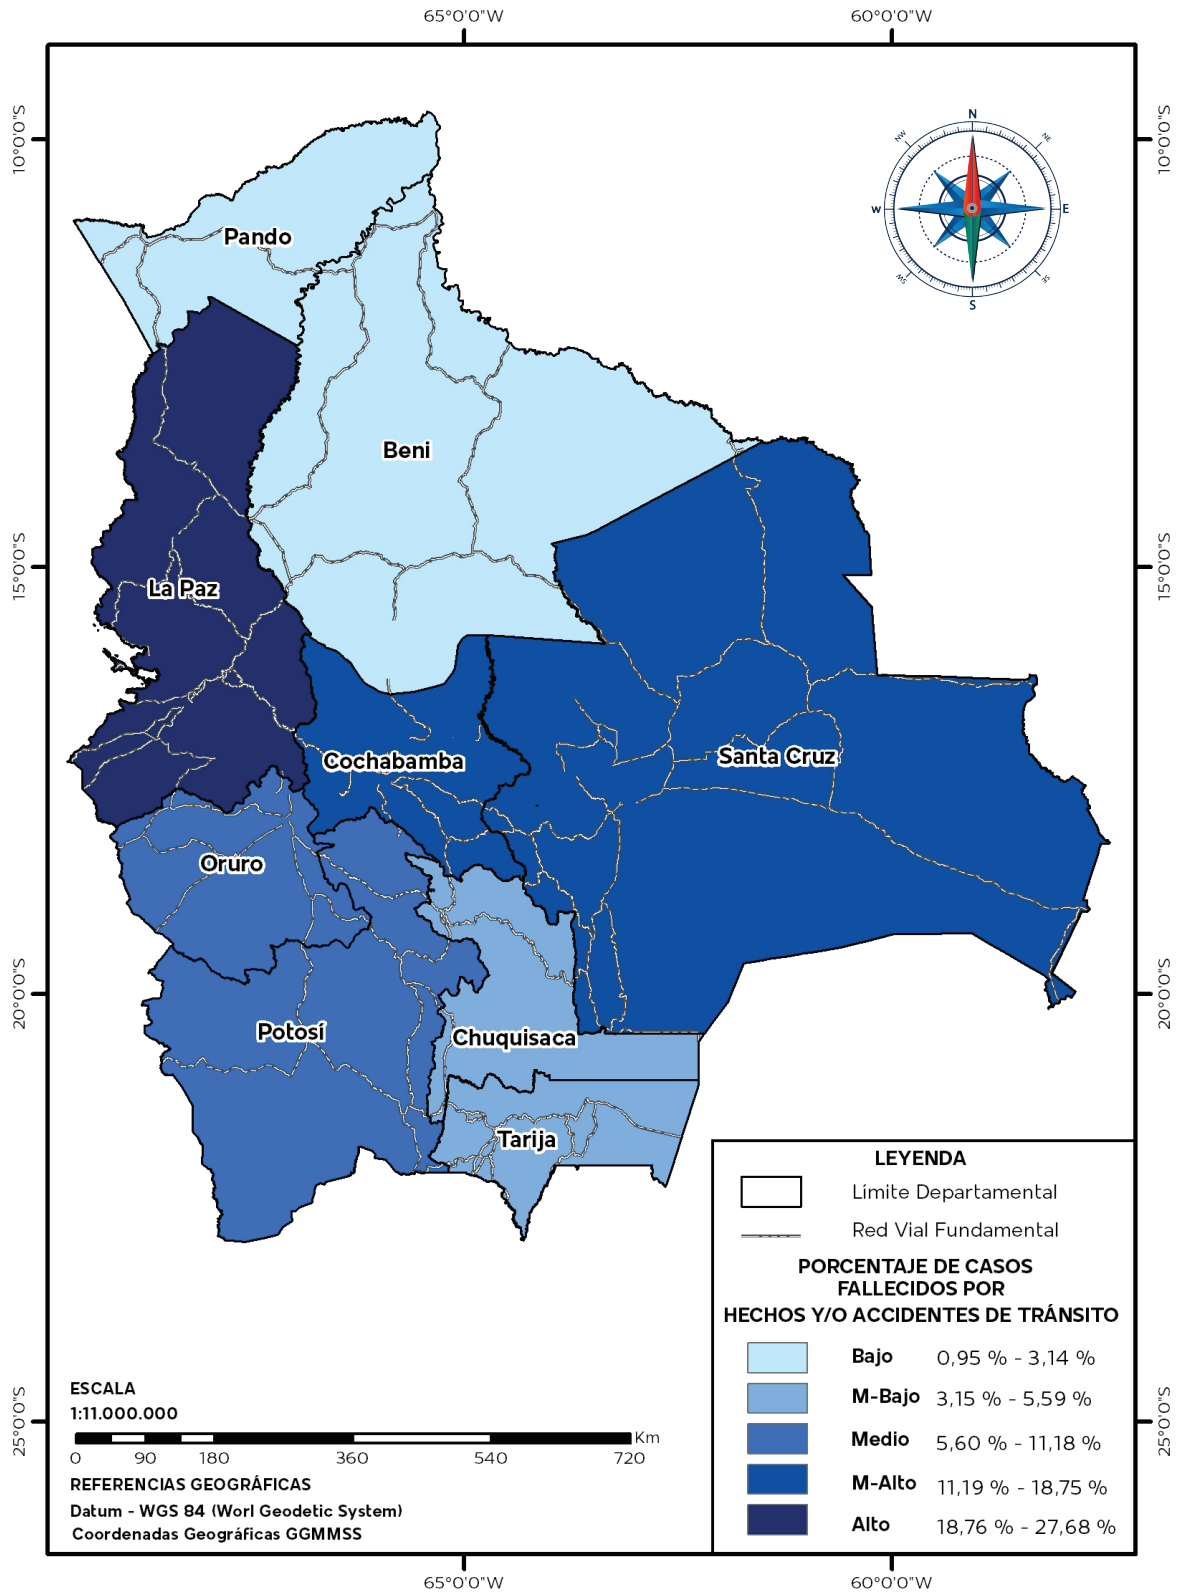 65°0'0"W 60°0'0"W
10°0'0"S 10°0'0"S
N
NW NE
W E
SW SE
S
Pando
Beni
15°0'0"S 15°0'0"S
La Paz
Cochabamba
Santa Cruz
Oruro
20°0'0"S 20°0'0"S
Potosí
Chuquisaca
Tarija
LEYENDA
Límite Departamental
Red Vial Fundamental
PORCENTAJE DE CASOS
FALLECIDOS POR
HECHOS Y/O ACCIDENTES DE TRÁNSITO
Bajo 0,95 % - 3,14 %
M-Bajo 3,15 % - 5,59 %
Medio 5,60 % - 11,18 %
M-Alto 11,19 % - 18,75 %
Alto 18,76 % - 27,68 %
ESCALA
1:11.000.000
Km
0 90 180 360 540 720
REFERENCIAS GEOGRÁFICAS
Datum - WGS 84 (Worl Geodetic System)
Coordenadas Geográficas GGMMSS
25°0'0"S 25°0'0"S
65°0'0"W 60°0'0"W